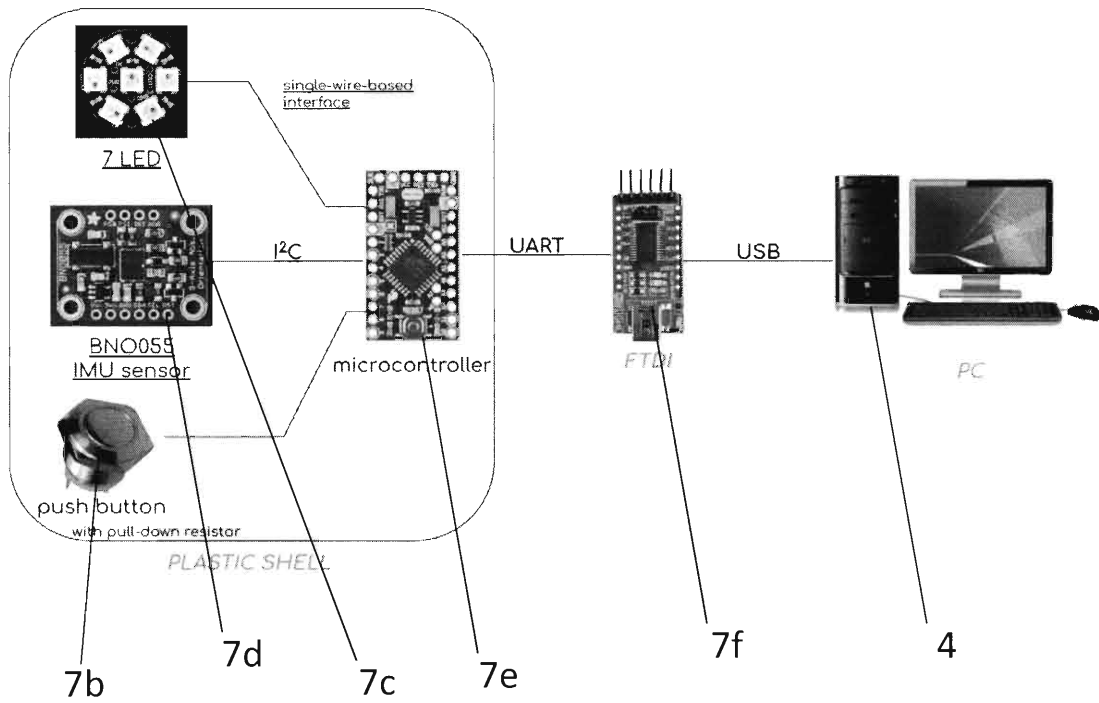 single-wire-based
interface
7 LED
I²C
UART
USB
BNO055
BNO055
IMU sensor
microcontroller
FTDI
PC
push button
with pull-down resistor
PLASTIC SHELL
7b
7d
7c
7e
7f
4